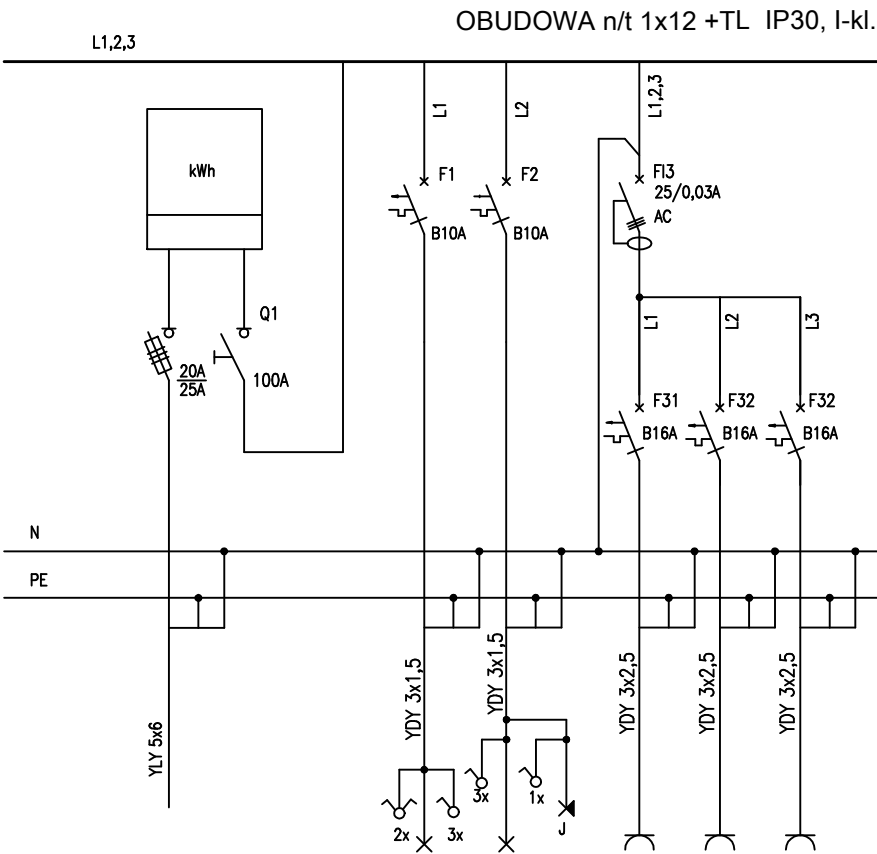 OBUDOWA n/t 1x12 +TL IP30, I-kl.
L1,2,3
L1
L2
L1,2,3
kWh
F1
B10A
F2
B10A
FI3
25/0,03A
AC
Q1
100A
20A
25A
L1
L2
L3
F31
B16A
F32
B16A
F32
B16A
N
PE
YLY 5x6
YDY 3x1,5
YDY 3x1,5
YDY 3x2,5
YDY 3x2,5
YDY 3x2,5
2x
3x
3x
1x
J